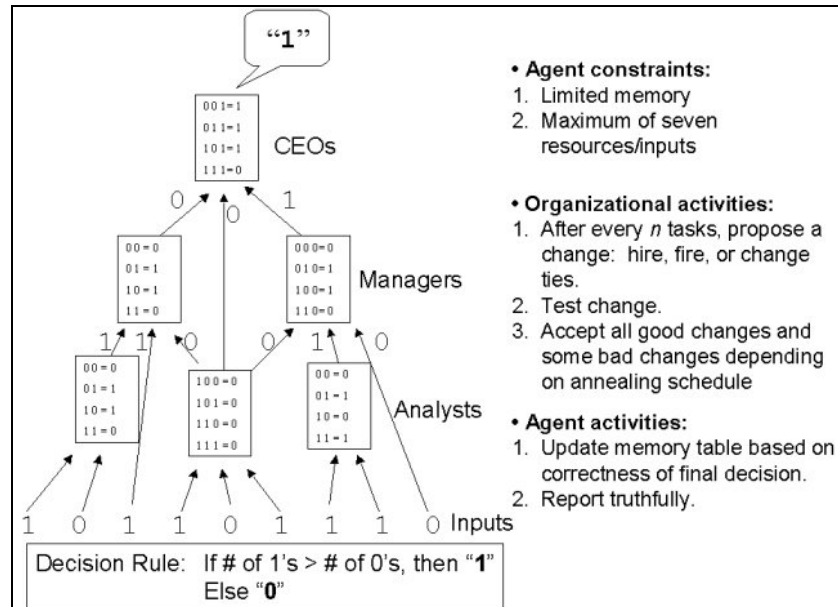 “1”
001=1
011=1
101=1
111=0
CEOs
0 0 1
00=0
01=1
10=1
11=0
000=0
010=1
100=1
110=0
Managers
1 1 0 0 1 0
00=0
01=1
10=1
11=0
100=0
101=0
110=0
111=0
00=0
01=1
10=0
11=1
Analysts
1 0 1 1 0 1 1 1 0 Inputs
Decision Rule: If # of 1's > # of 0's, then “1”
Else “0”
• Agent constraints:
1. Limited memory
2. Maximum of seven
resources/inputs
• Organizational activities:
1. After every n tasks, propose a
change: hire, fire, or change
ties.
2. Test change.
3. Accept all good changes and
some bad changes depending
on annealing schedule
• Agent activities:
1. Update memory table based on
correctness of final decision.
2. Report truthfully.